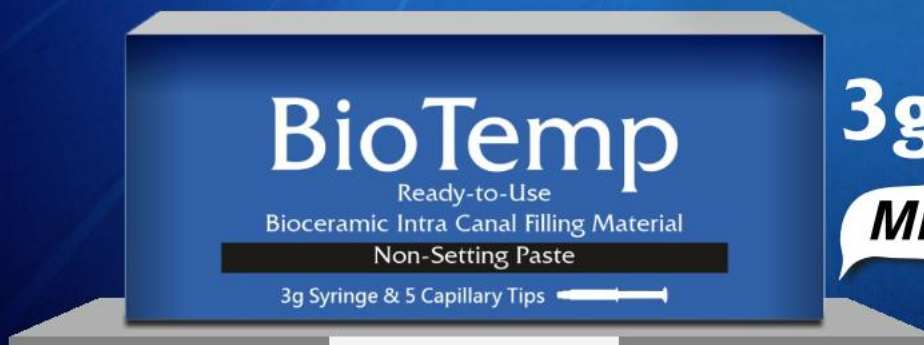 BioTemp
Ready-to-Use
Bioceramic Intra Canal Filling Material
Non-Setting Paste
3g Syringe & 5 Capillary Tips
3g